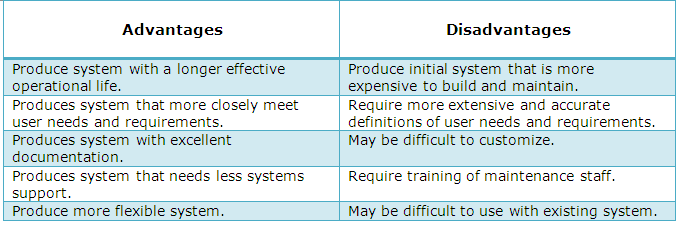 Advantages
Disadvantages
Produce system with a longer effective
operational life.
Produce initial system that is more
expensive to build and maintain.
Produces system that more closely meet
user needs and requirements.
Require more extensive and accurate
definitions of user needs and requirements.
Produces system with excellent
documentation.
May be difficult to customize.
Produces system that needs less systems
support.
Require training of maintenance staff.
Produce more flexible system.
May be difficult to use with existing system.